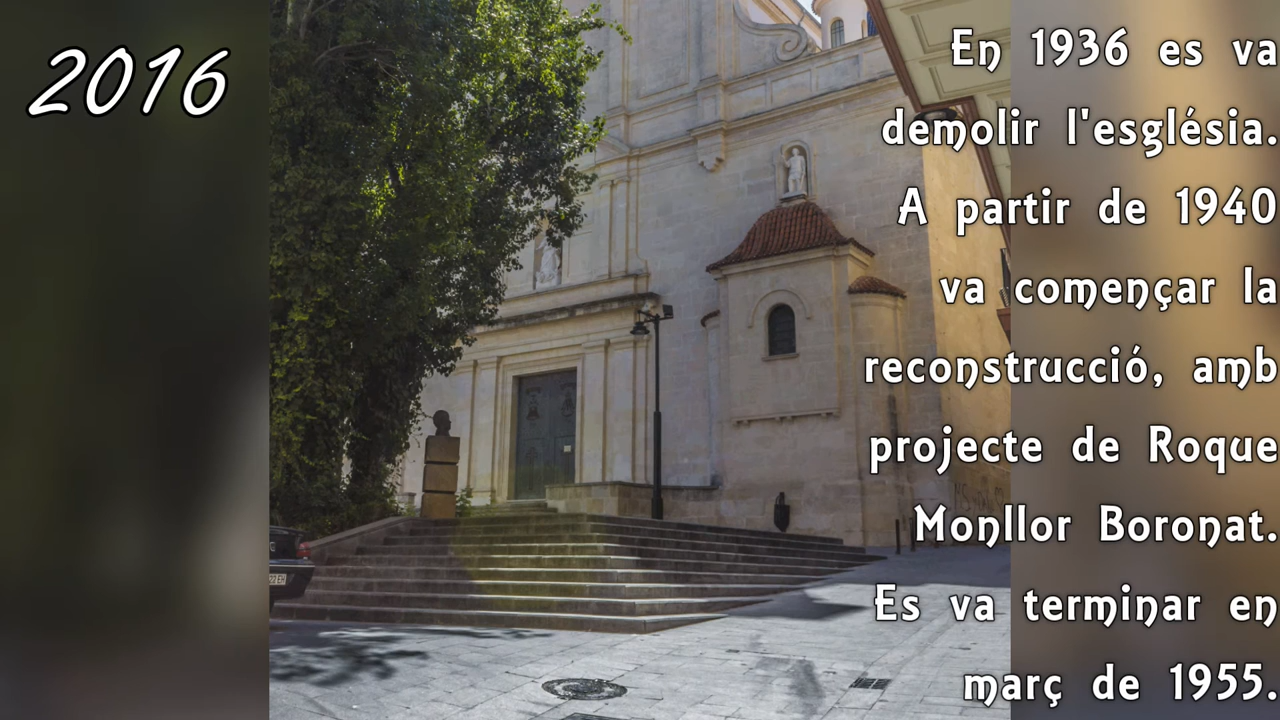 2016
En 1936 es va
demolir l'església.
A partir de 1940
va començar la
reconstrucció, amb
projecte de Roque
Monllor Boronat.
Es va terminar en
març de 1955.